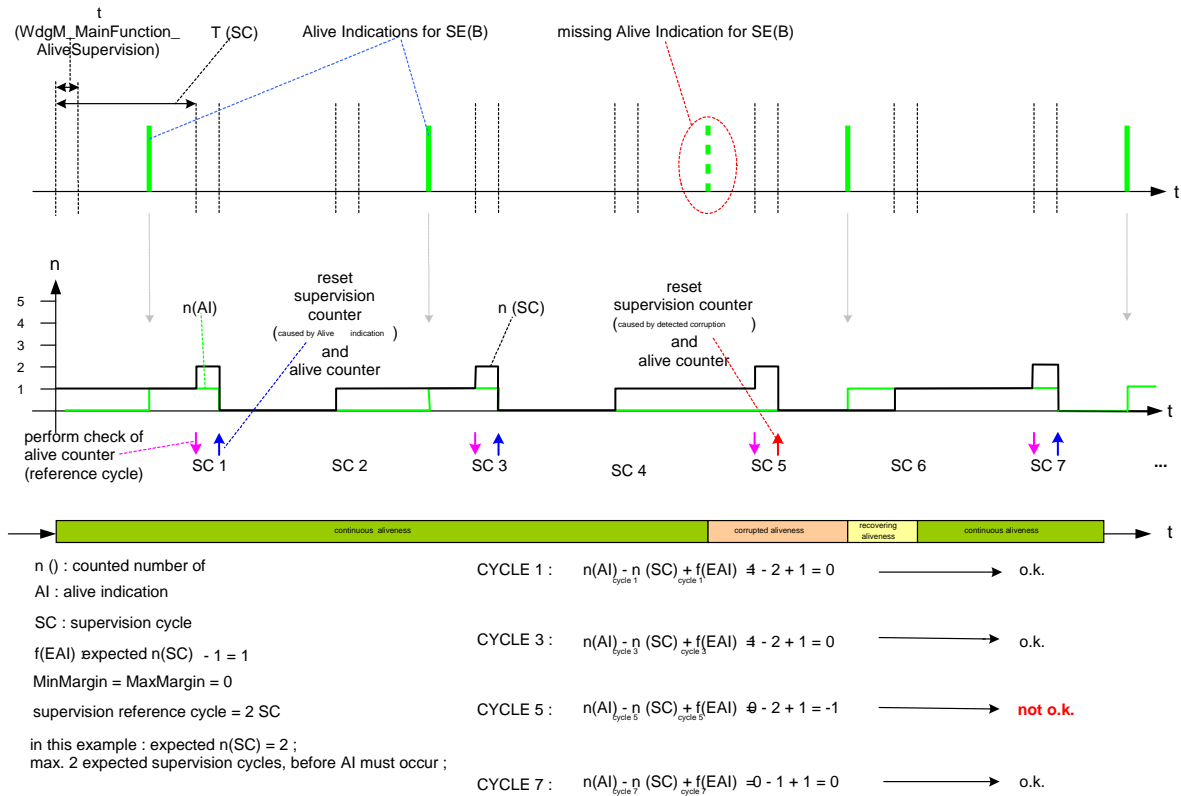 t
(WdgM_MainFunction_
AliveSupervision)
T (SC)
Alive Indications for SE(B)
missing Alive Indication for SE(B)
t
n
5
4
3
2
1
n(AI)
reset
supervision
counter
(caused by Alive indication)
and
alive counter
n (SC)
reset
supervision counter
(caused by detected corruption)
and
alive counter
t
perform check of
alive counter
(reference cycle)
SC 1
SC 2
SC 3
SC 4
SC 5
SC 6
SC 7
...
continuous aliveness
corrupted aliveness
recovering
aliveness
continuous aliveness
t
n () : counted number of
AI : alive indication
SC : supervision cycle
f(EAI) expected n(SC) - 1 = 1
MinMargin = MaxMargin = 0
supervision reference cycle = 2 SC
in this example : expected n(SC) = 2 ;
max. 2 expected supervision cycles, before AI must occur ;
CYCLE 1 : n(AI) - n (SC) + f(EAI) = 1 - 2 + 1 = 0 o.k.
cycle 1 cycle 1
CYCLE 3 : n(AI) - n (SC) + f(EAI) = 1 - 2 + 1 = 0 o.k.
cycle 3 cycle 3
CYCLE 5 : n(AI) - n (SC) + f(EAI) = 0 - 2 + 1 = -1 not o.k.
cycle 5 cycle 5
CYCLE 7 : n(AI) - n (SC) + f(EAI) =0 - 1 + 1 = 0 o.k.
cycle 7 cycle 7